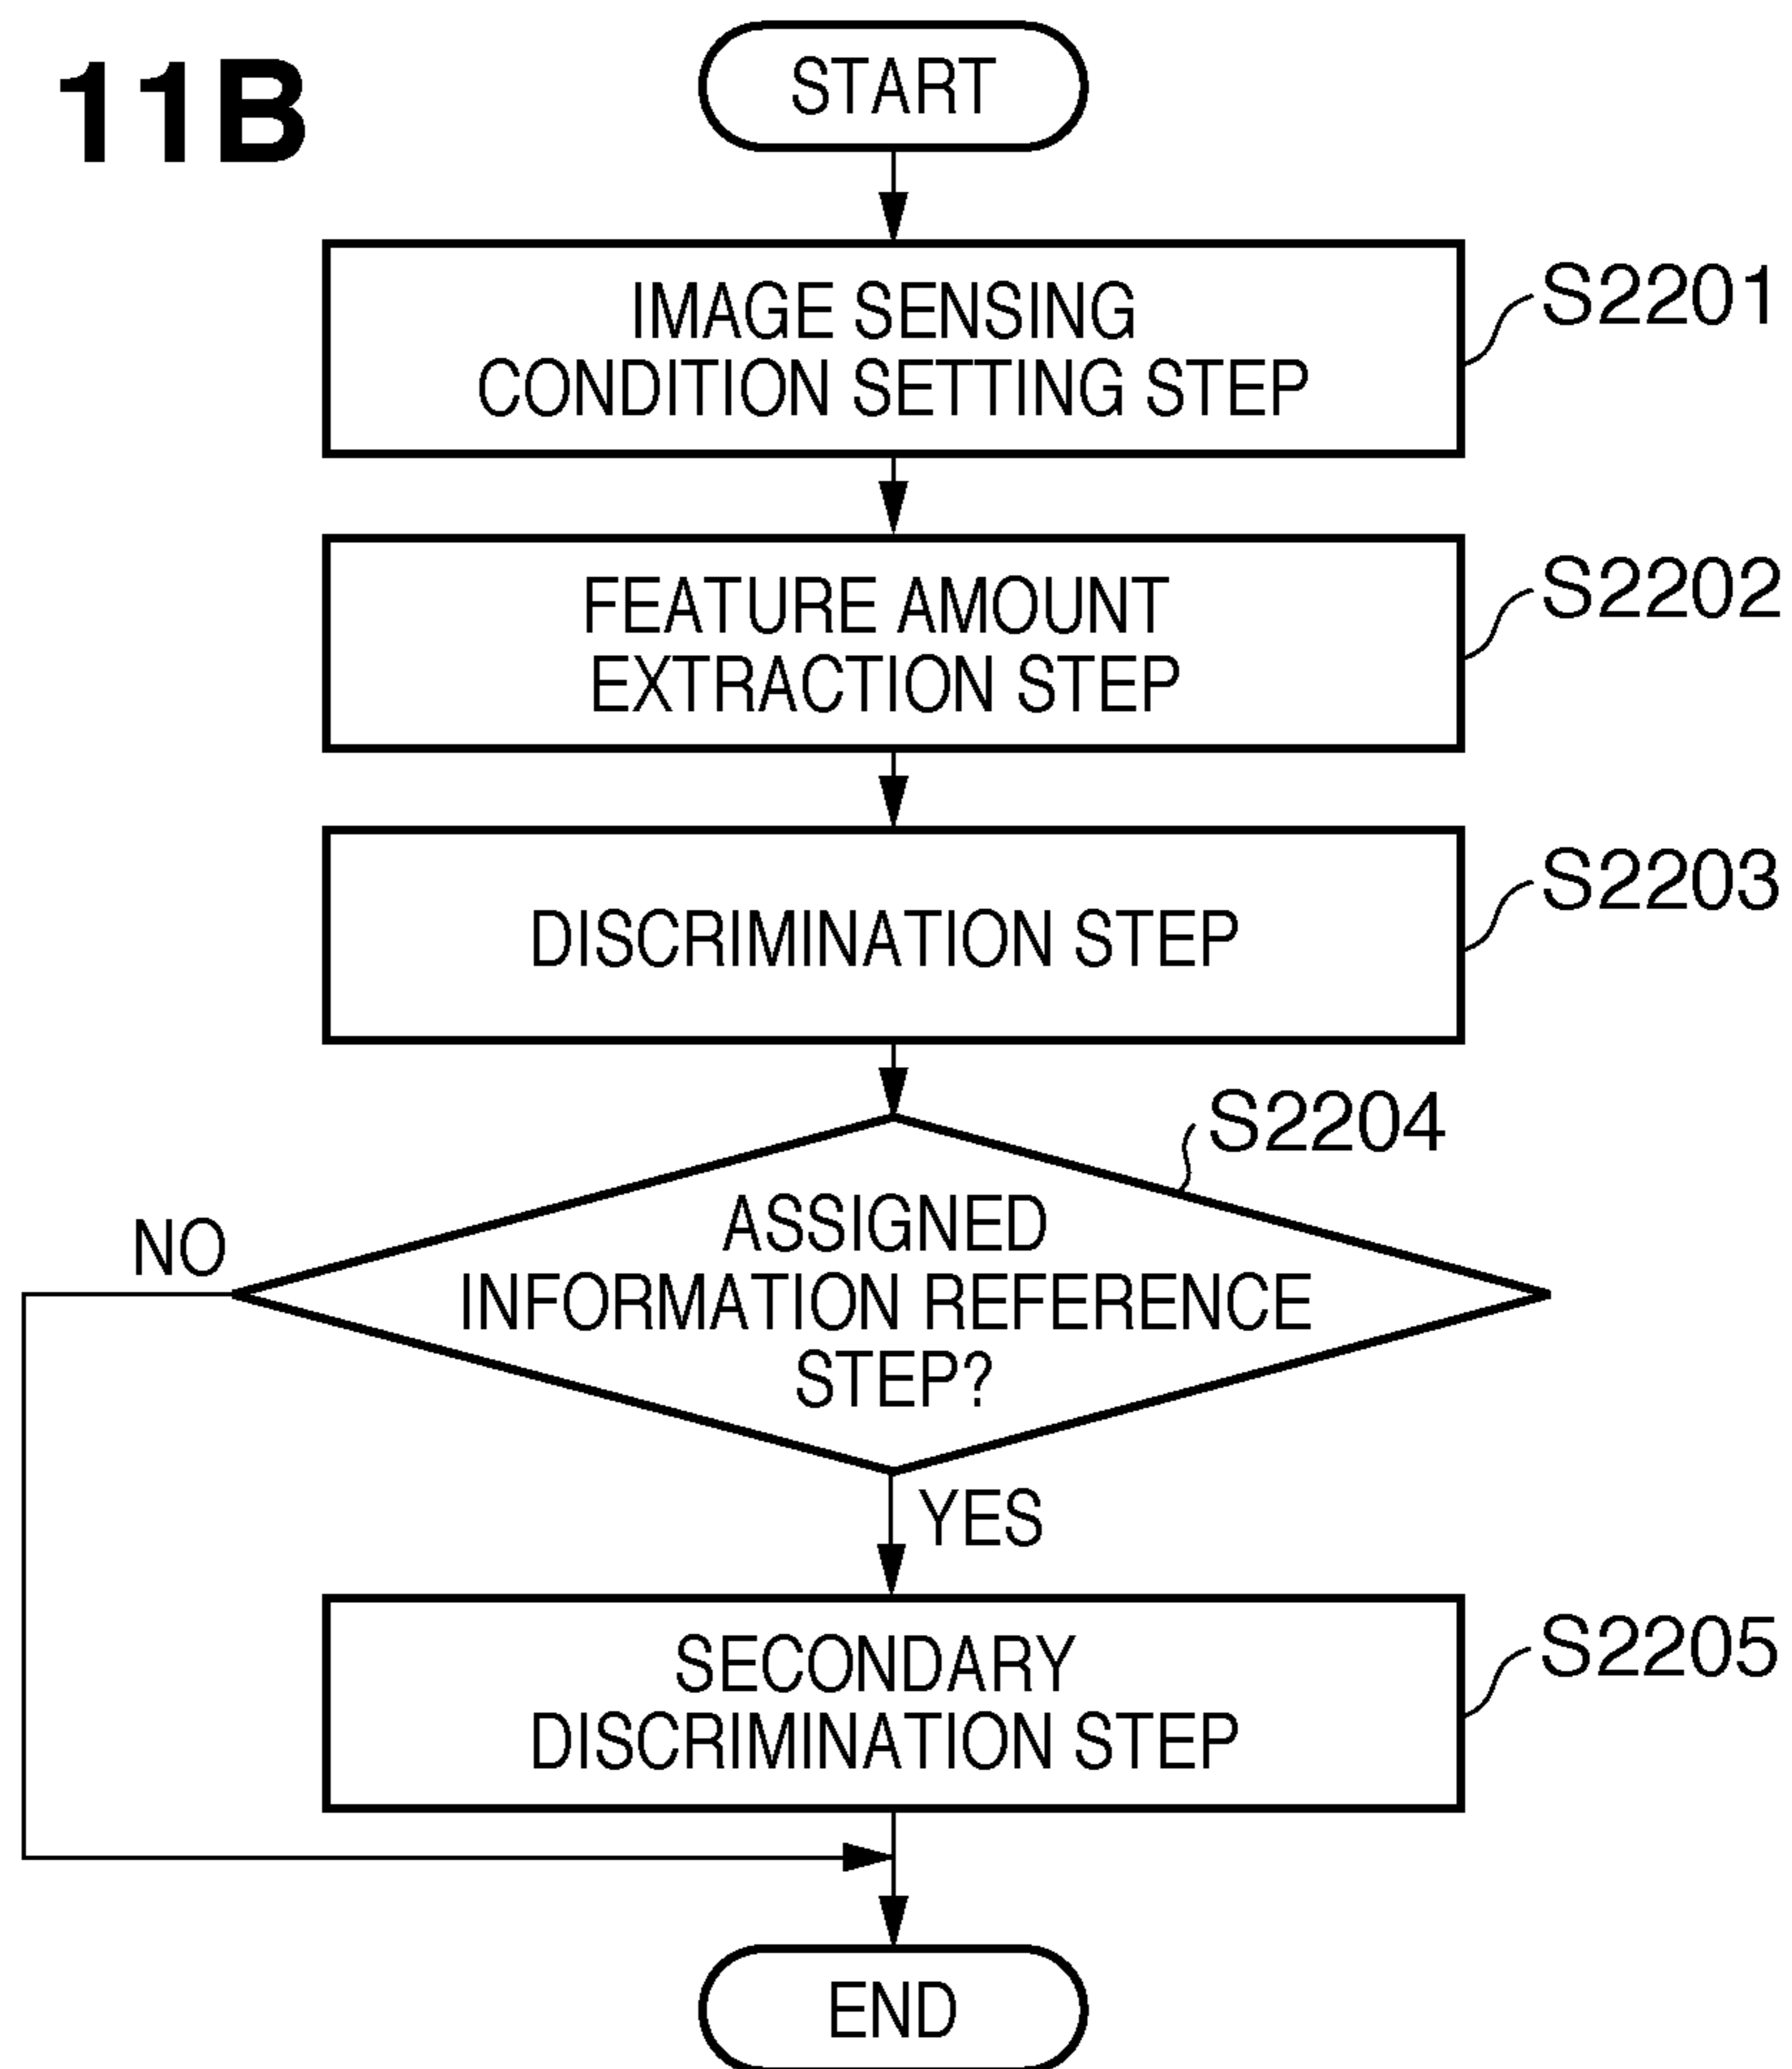 11B
START
IMAGE SENSING
CONDITION SETTING STEP
S2201
FEATURE AMOUNT
EXTRACTION STEP
S2202
DISCRIMINATION STEP
S2203
S2204
ASSIGNED
INFORMATION REFERENCE
STEP?
NO
YES
SECONDARY
DISCRIMINATION STEP
S2205
END